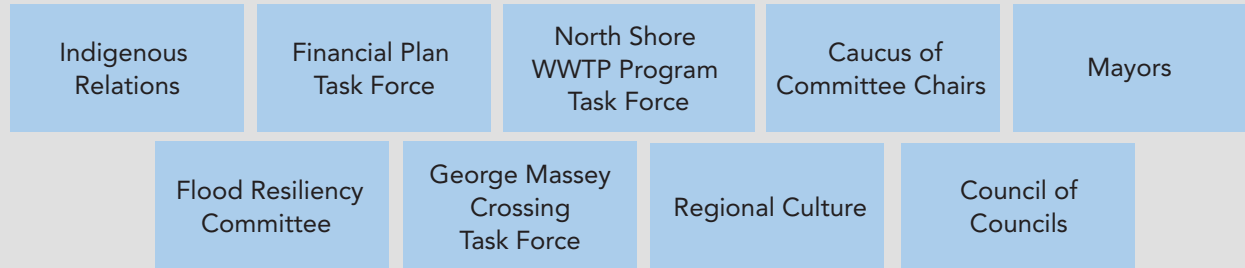 Indigenous
Relations
Financial Plan
Task Force
North Shore
WWTP Program
Task Force
Caucus of
Committee Chairs
Mayors
Flood Resiliency
Committee
George Massey
Crossing
Task Force
Regional Culture
Council of
Councils